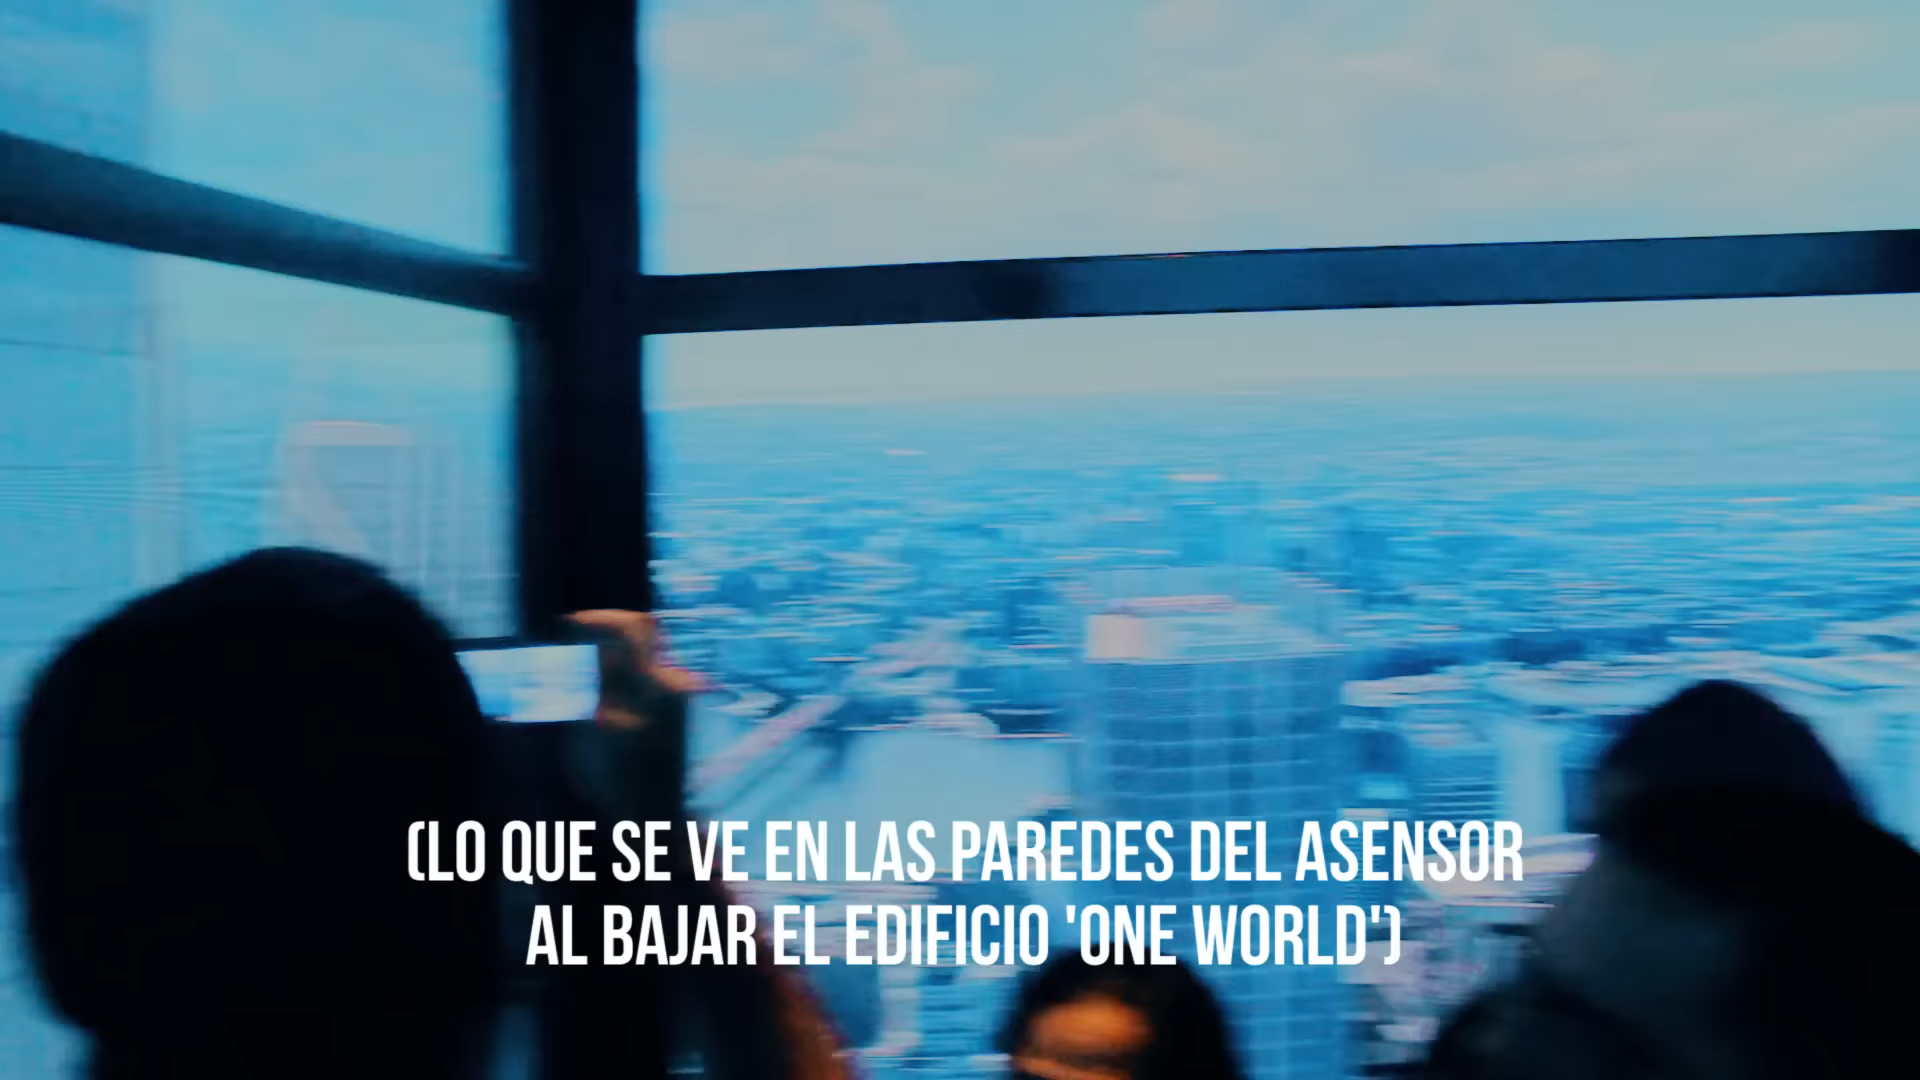 (LO QUE SE VE EN LAS PAREDES DEL ASENSOR
AL BAJAR EL EDIFICIO 'ONE WORLD')